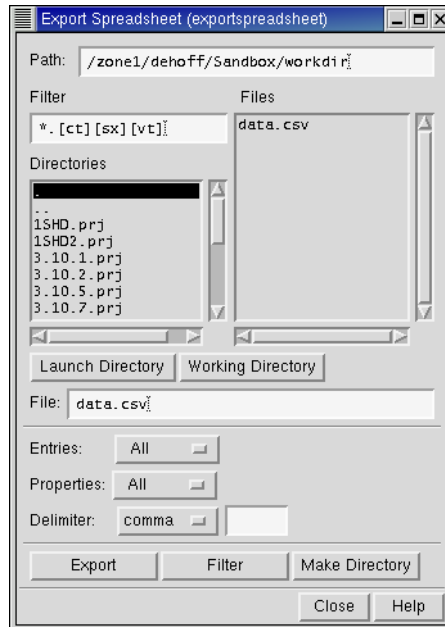 Export Spreadsheet (exportspreadsheet)
Path: /zone1/dehoff/Sandbox/workdir
Filter
*.[ct][sx][vt]
Directories
.
..
1SHD.prj
1SHD2.prj
3.10.1.prj
3.10.2.prj
3.10.5.prj
3.10.7.prj
Files
data.csv
Launch Directory Working Directory
File: data.csv
Entries: All
Properties: All
Delimiter: comma
Export Filter Make Directory
Close Help